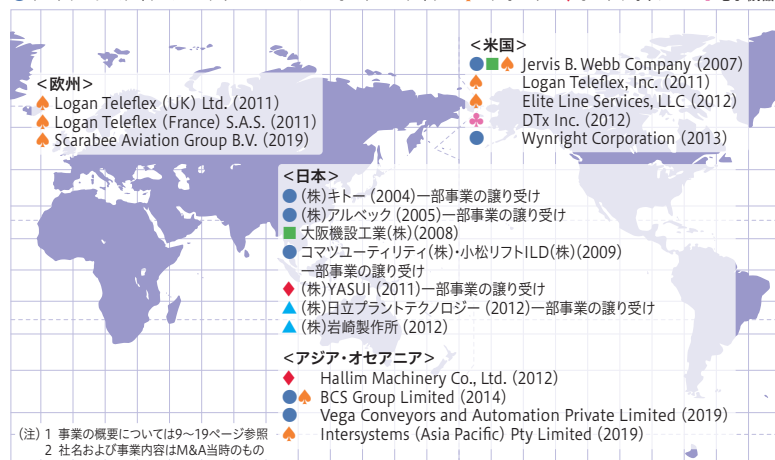 <欧州>
Logan Teleflex (UK) Ltd. (2011)
Logan Teleflex (France) S.A.S. (2011)
Scarabee Aviation Group B.V. (2019)
<米国>
Jervis B. Webb Company (2007)
Logan Teleflex, Inc. (2011)
Elite Line Services, LLC (2012)
DTx Inc. (2012)
Wynright Corporation (2013)
<日本>
(株)キトー (2004)一部事業の譲り受け
(株)アルベック (2005)一部事業の譲り受け
大阪機設工業(株)(2008)
コマツユーティリティ(株)・小松リフトILD(株)(2009)
一部事業の譲り受け
(株)YASUI (2011)一部事業の譲り受け
(株)日立プラントテクノロジー (2012)一部事業の譲り受け
(株)岩崎製作所 (2012)
<アジア・オセアニア>
Hallim Machinery Co., Ltd. (2012)
BCS Group Limited (2014)
Vega Conveyors and Automation Private Limited (2019)
Intersystems (Asia Pacific) Pty Limited (2019)
(注) 1 事業の概要については9〜19ページ参照
2 社名および事業内容はM&A当時のもの